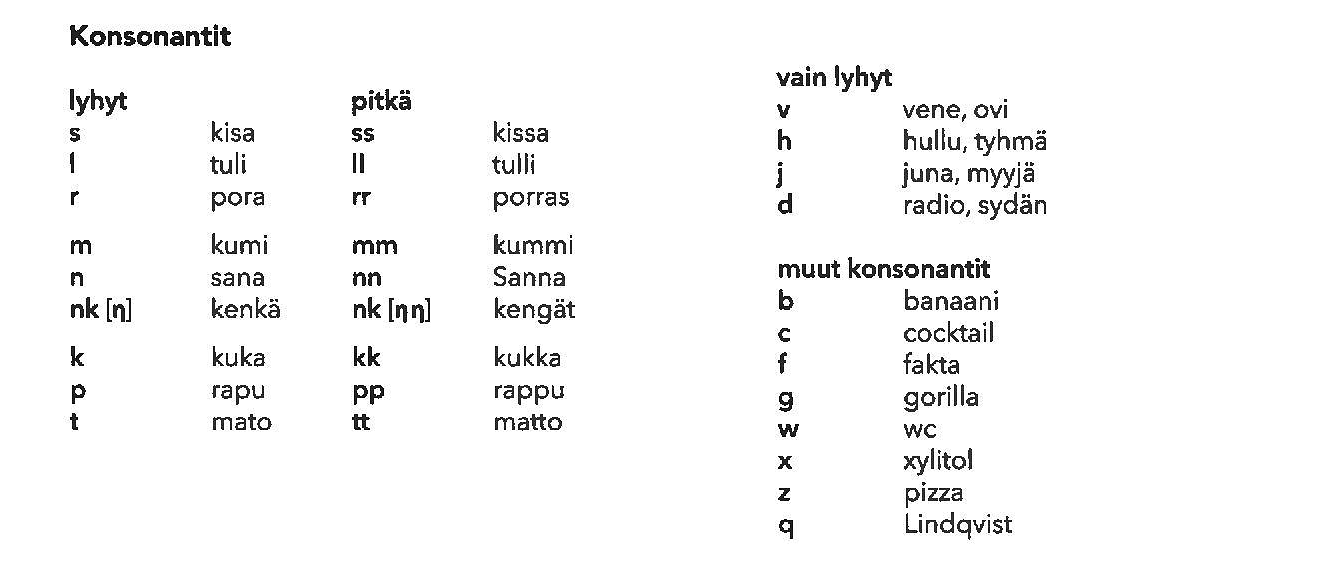 Konsonantit
lyhyt pitkä
s kisa ss kissa
l tuli ll tulli
r pora rr porras
m kumi mm kummi
n sana nn Sanna
nk [η] kenkä nk [ηη] kengät
k kuka kk kukka
p rapu pp rappu
t mato tt matto
vain lyhyt
v vene, ovi
h hullu, tyhmä
j juna, myyjä
d radio, sydän
muut konsonantit
b banaani
c cocktail
f fakta
g gorilla
w wc
x xylitol
z pizza
q Lindqvist